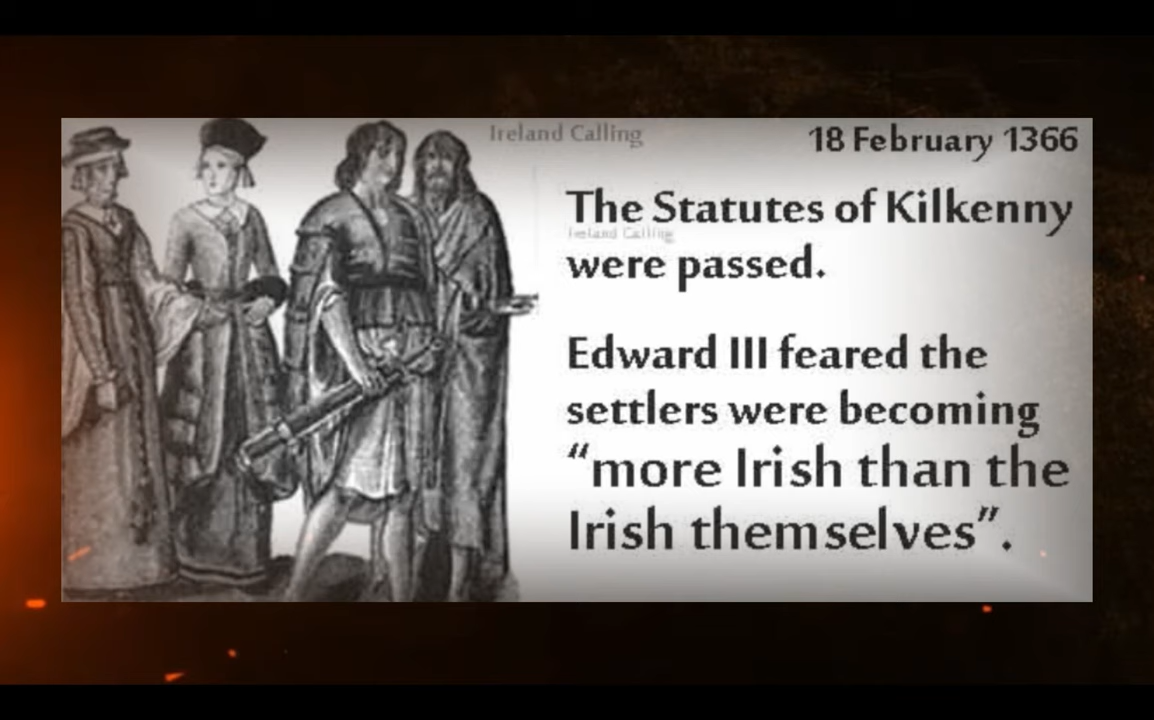 Ireland Calling
18 February 1366
The Statutes of Kilkenny
Ireland Calling
were passed.
Edward III feared the
settlers were becoming
“more Irish than the
Irish themselves”.